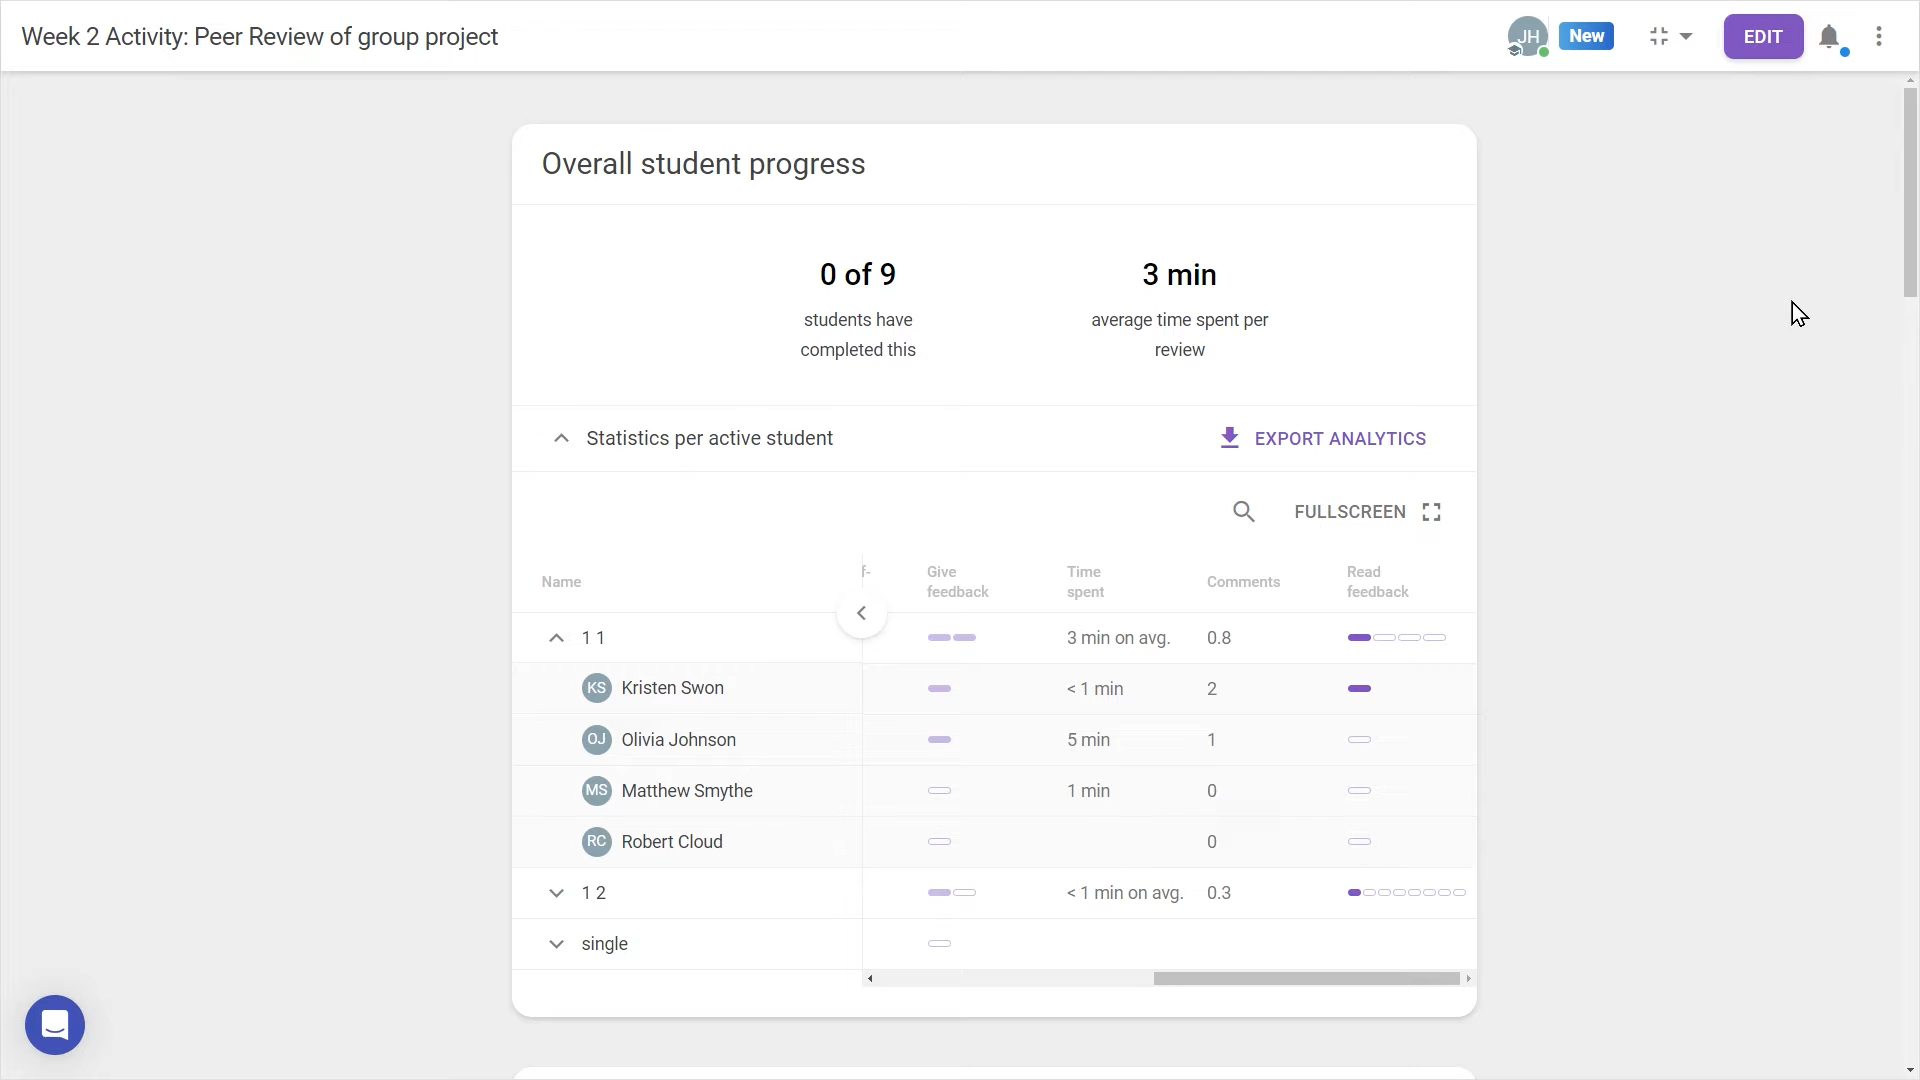 Week 2 Activity: Peer Review of group project
JH
New
EDIT
Overall student progress
0 of 9
students have
completed this
3 min
average time spent per
review
Statistics per active student
EXPORT ANALYTICS
FULLSCREEN
Name
f-
Give
feedback
Time
spent
Comments
Read
feedback
1 1
3 min on avg.
0.8
KS
Kristen Swon
< 1 min
2
OJ
Olivia Johnson
5 min
1
MS
Matthew Smythe
1 min
0
RC
Robert Cloud
0
1 2
< 1 min on avg.
0.3
single